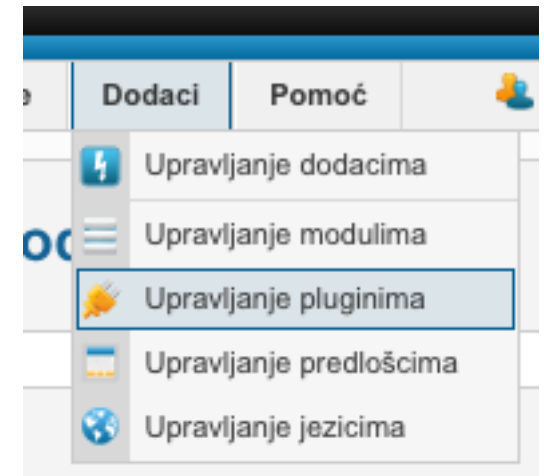 Dodaci Pomoć
Upravljanje dodacima
Upravljanje modulima
Upravljanje pluginima
Upravljanje predlošcima
Upravljanje jezicima